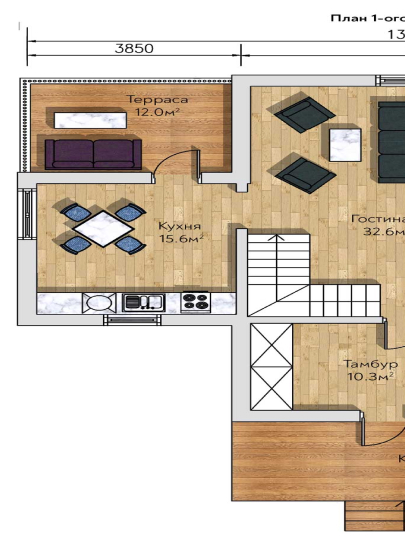 План 1-ого
13
3850
Терраса
12.0м²
Кухня
15.6м²
Гостина
32.6м
Тамбур
10.3м²
К